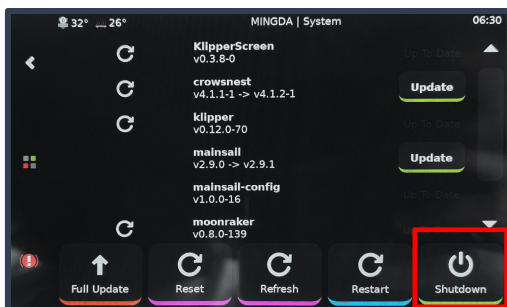 32° 26° MINGDA | System 06:30
KlipperScreen
v0.3.8-0 Up To Date
crowsnest
v4.1.1-1 -> v4.1.2-1 Update
klipper
v0.12.0-70 Up To Date
mainsail
v2.9.0 -> v2.9.1 Update
mainsail-config
v1.0.0-16 Up To Date
moonraker
v0.8.0-139
Full Update Reset Refresh Restart Shutdown